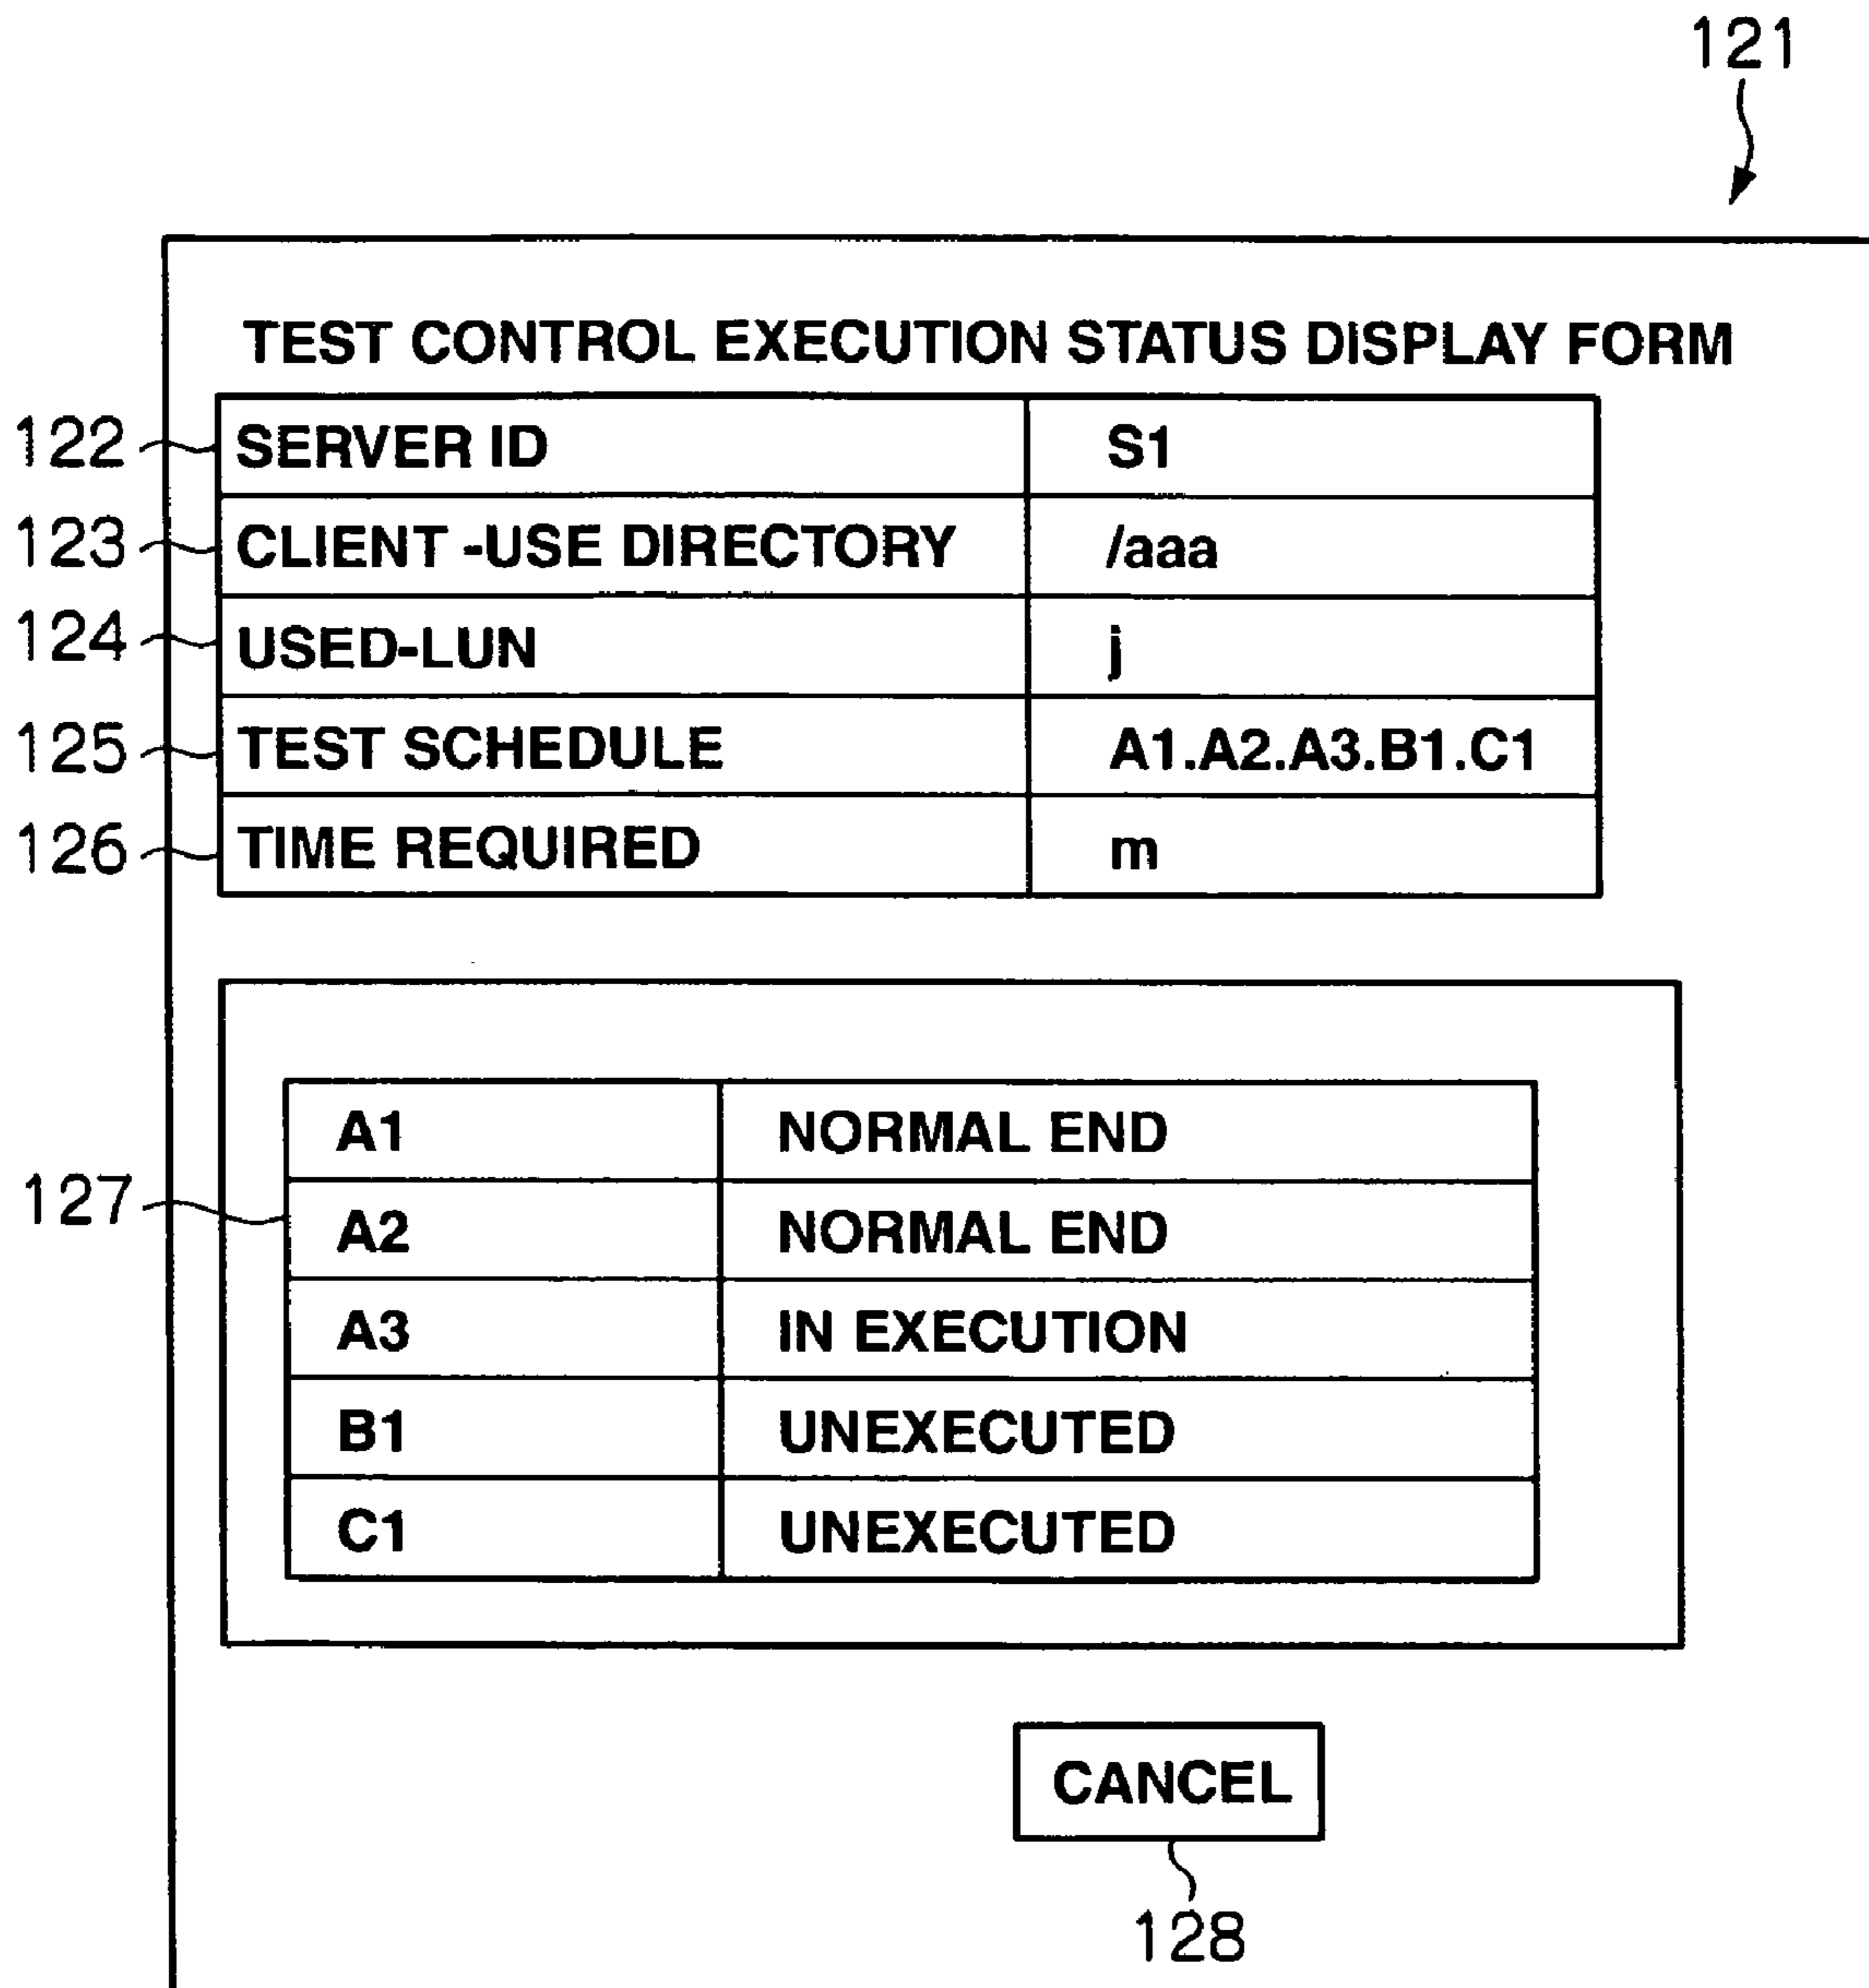 121
TEST CONTROL EXECUTION STATUS DISPLAY FORM
122 SERVER ID S1
123 CLIENT -USE DIRECTORY /aaa
124 USED-LUN j
125 TEST SCHEDULE A1.A2.A3.B1.C1
126 TIME REQUIRED m
A1 NORMAL END
127 A2 NORMAL END
A3 IN EXECUTION
B1 UNEXECUTED
C1 UNEXECUTED
CANCEL
128